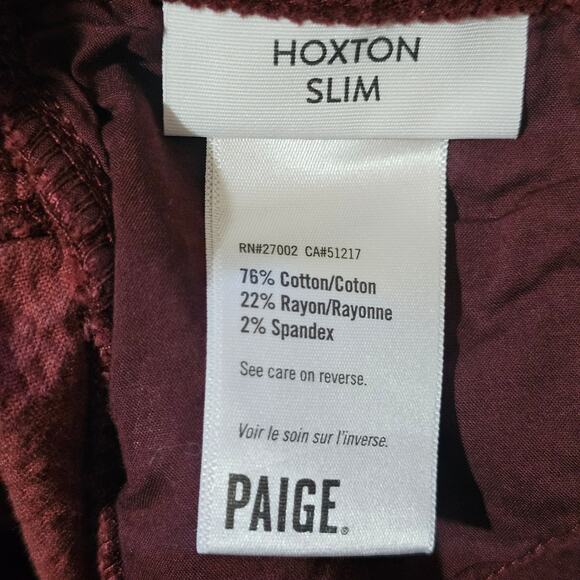 HOXTON
SLIM
RN#27002 CA#51217
76% Cotton/Coton
22% Rayon/Rayonne
2% Spandex
See care on reverse.
Voir le soin sur l'inverse.
PAIGE®